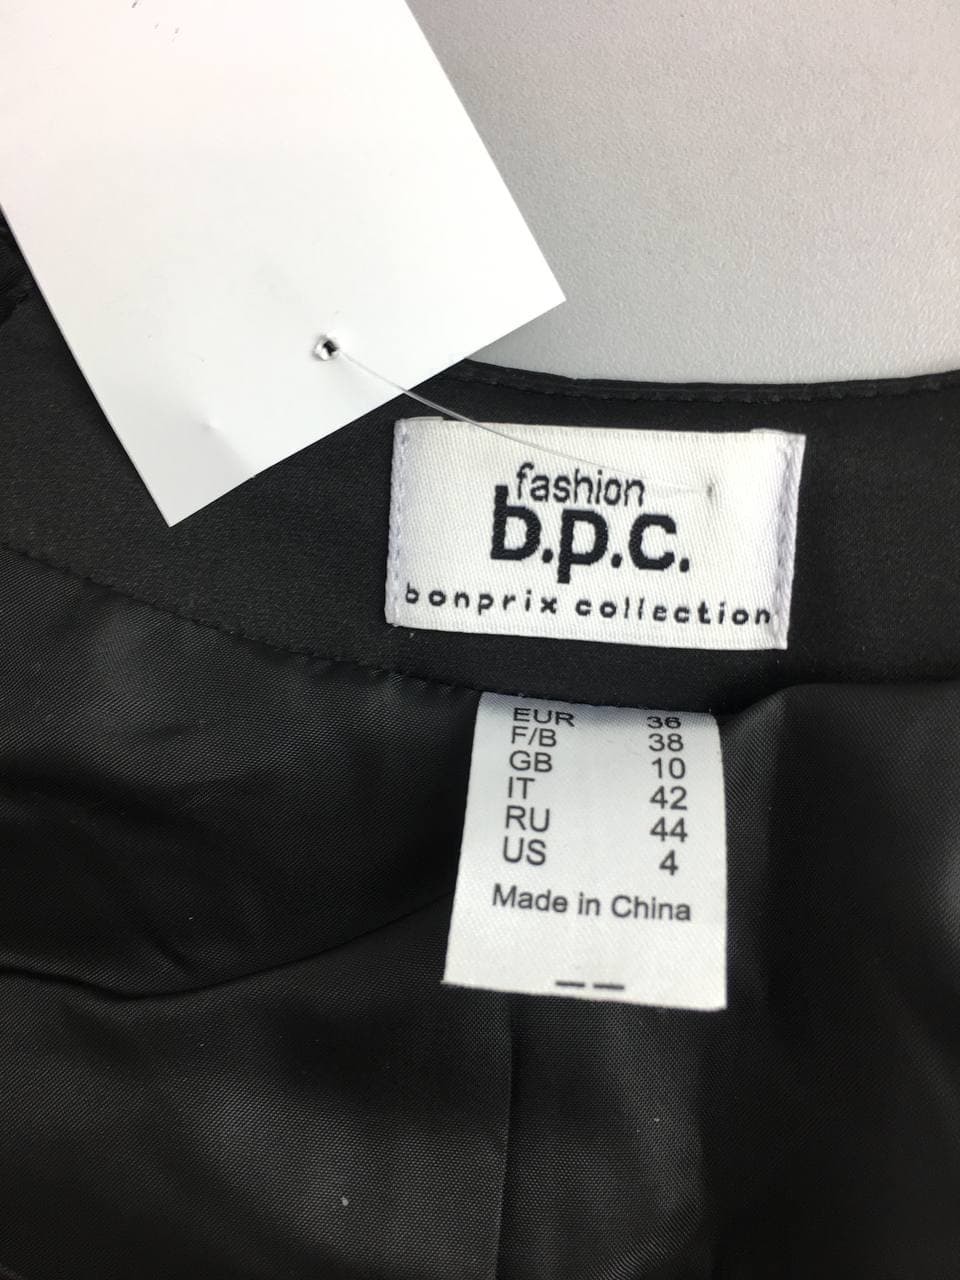 fashion
b.p.c.
bonprix collection
EUR 36
F/B 38
GB 10
IT 42
RU 44
US 4
Made in China